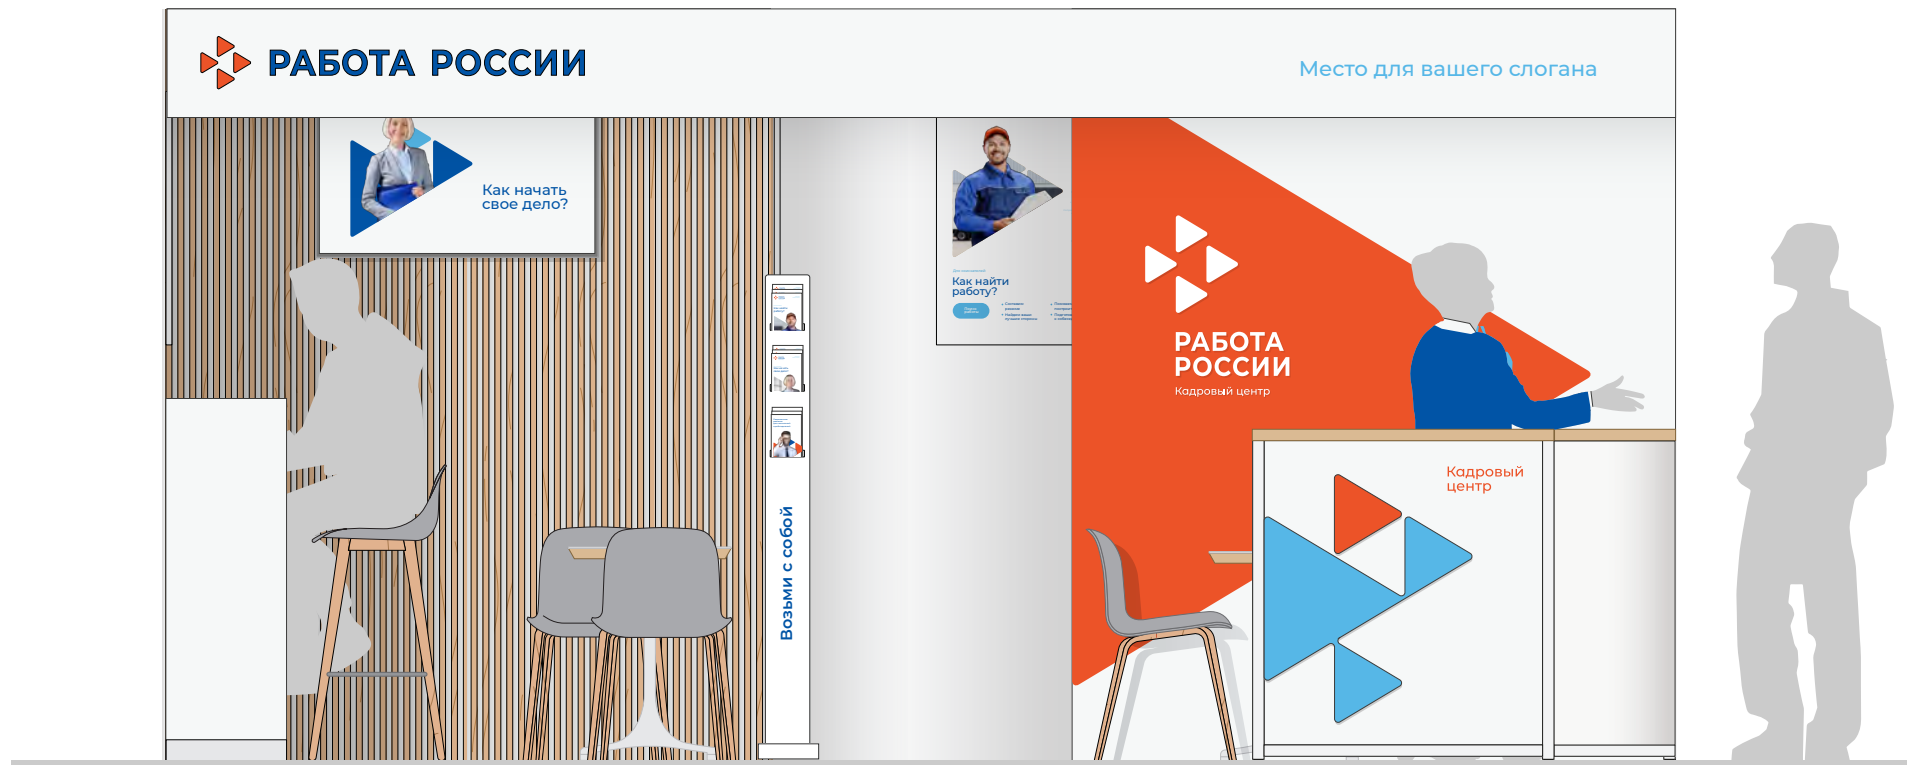 РАБОТА РОССИИ
Место для вашего слогана
Как начать
свое дело?
Как найти
работу?
РАБОТА
РОССИИ
Кадровый центр
Кадровый
центр
Возьми с собой